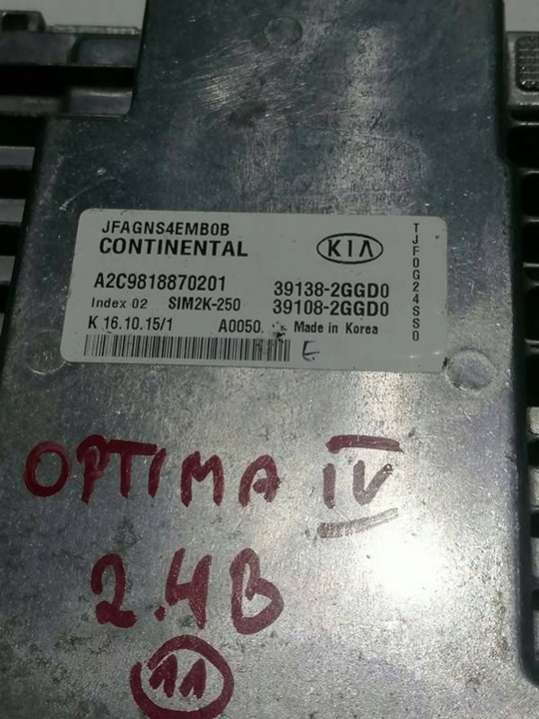 JFAGNS4EMB0B
CONTINENTAL
KIA
A2C9818870201 39138-2GGD0
Index 02 SIM2K-250 39108-2GGD0
K 16.10.15/1 A0050. Made in Korea
E
TJF0G24SS0
OPTIMA IV
2.4B
11